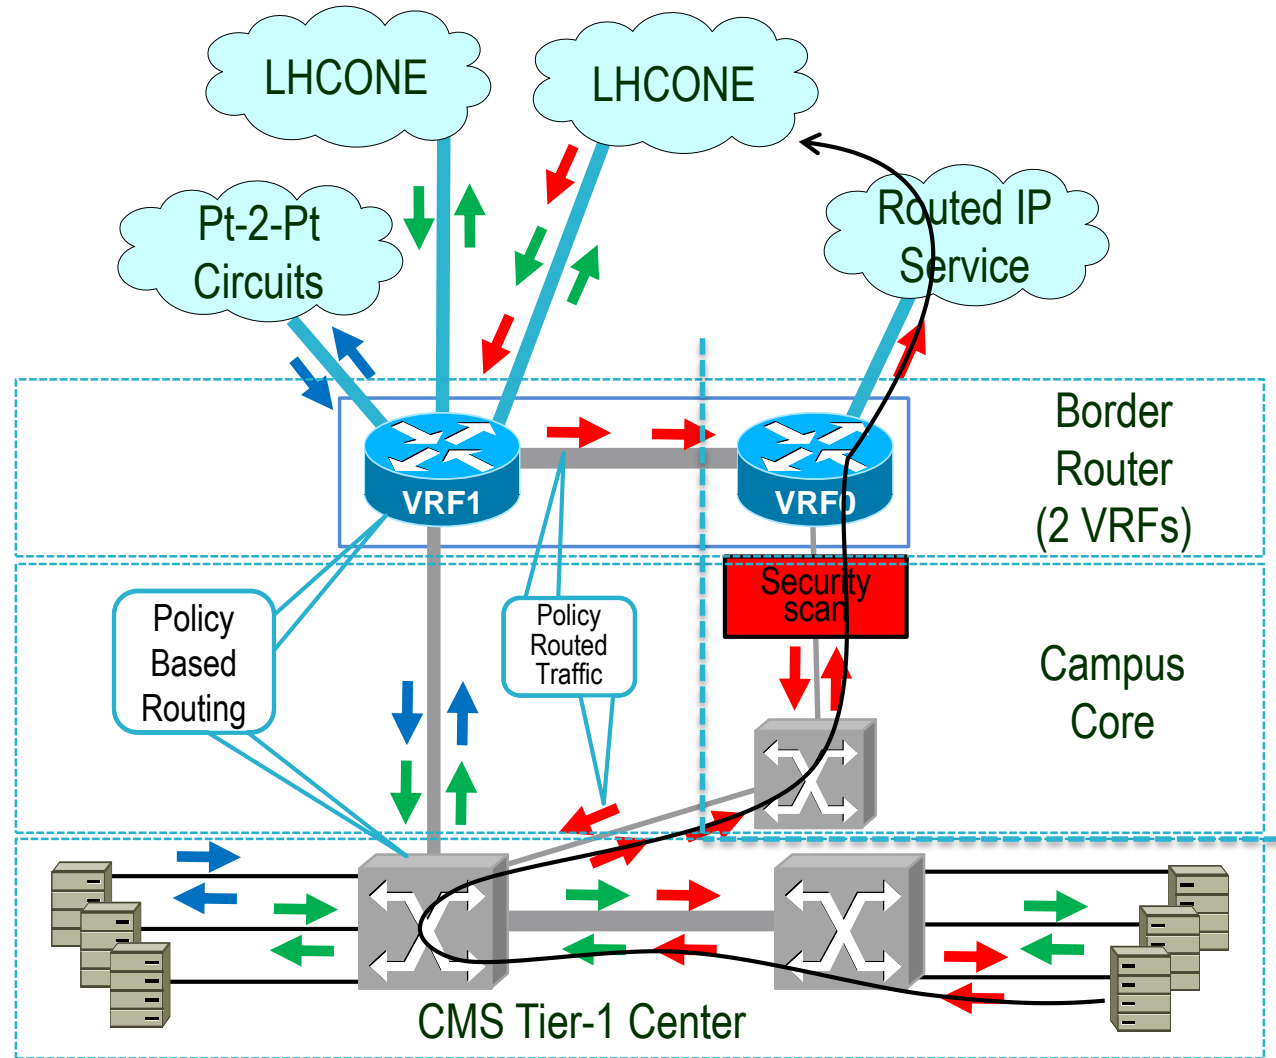 LHCONE
LHCONE
Pt-2-Pt
Circuits
Routed IP
Service
Border
Router
(2 VRFs)
VRF1
VRF0
Security
scan
Policy
Based
Routing
Policy
Routed
Traffic
Campus
Core
CMS Tier-1 Center